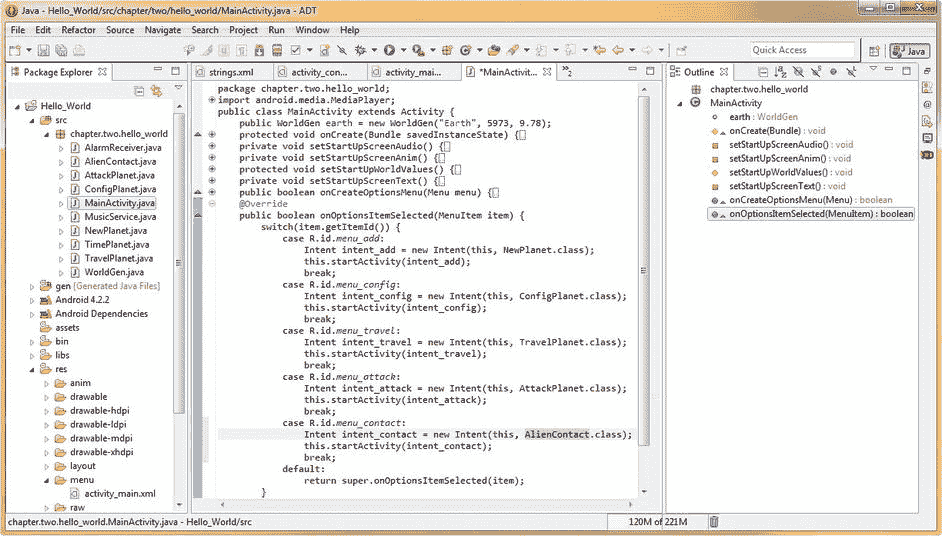 Java - Hello_World/src/chapter/two/hello_world/MainActivity.java - ADT
File Edit Refactor Source Navigate Search Project Run Window Help
Quick Access
Java
Package Explorer
Hello_World
src
chapter.two.hello_world
AlarmReceiver.java
AlienContact.java
AttackPlanet.java
ConfigPlanet.java
MainActivity.java
MusicService.java
NewPlanet.java
TimePlanet.java
TravelPlanet.java
WorldGen.java
gen [Generated Java Files]
Android 4.2.2
Android Dependencies
assets
bin
libs
res
anim
drawable
drawable-hdpi
drawable-ldpi
drawable-mdpi
drawable-xhdpi
layout
menu
activity_main.xml
raw
strings.xml
activity_con...
activity_mai...
*MainActivit...
»2
package chapter.two.hello_world;
import android.media.MediaPlayer;
public class MainActivity extends Activity {
public WorldGen earth = new WorldGen("Earth", 5973, 9.78);
protected void onCreate(Bundle savedInstanceState) {
private void setStartUpScreenAudio() {
private void setStartUpScreenAnim() {
protected void setStartUpWorldValues() {
private void setStartUpScreenText() {
public boolean onCreateOptionsMenu(Menu menu) {
@Override
public boolean onOptionsItemSelected(MenuItem item) {
switch(item.getItemId()) {
case R.id.menu_add:
Intent intent_add = new Intent(this, NewPlanet.class);
this.startActivity(intent_add);
break;
case R.id.menu_config:
Intent intent_config = new Intent(this, ConfigPlanet.class);
this.startActivity(intent_config);
break;
case R.id.menu_travel:
Intent intent_travel = new Intent(this, TravelPlanet.class);
this.startActivity(intent_travel);
break;
case R.id.menu_attack:
Intent intent_attack = new Intent(this, AttackPlanet.class);
this.startActivity(intent_attack);
break;
case R.id.menu_contact:
Intent intent_contact = new Intent(this, AlienContact.class);
this.startActivity(intent_contact);
break;
default:
return super.onOptionsItemSelected(item);
}
Outline
chapter.two.hello_world
MainActivity
earth : WorldGen
onCreate(Bundle) : void
setStartUpScreenAudio() : void
setStartUpScreenAnim() : void
setStartUpWorldValues() : void
setStartUpScreenText() : void
onCreateOptionsMenu(Menu) : boolean
onOptionsItemSelected(MenuItem) : boolean
chapter.two.hello_world.MainActivity.java - Hello_World/src
120M of 221M